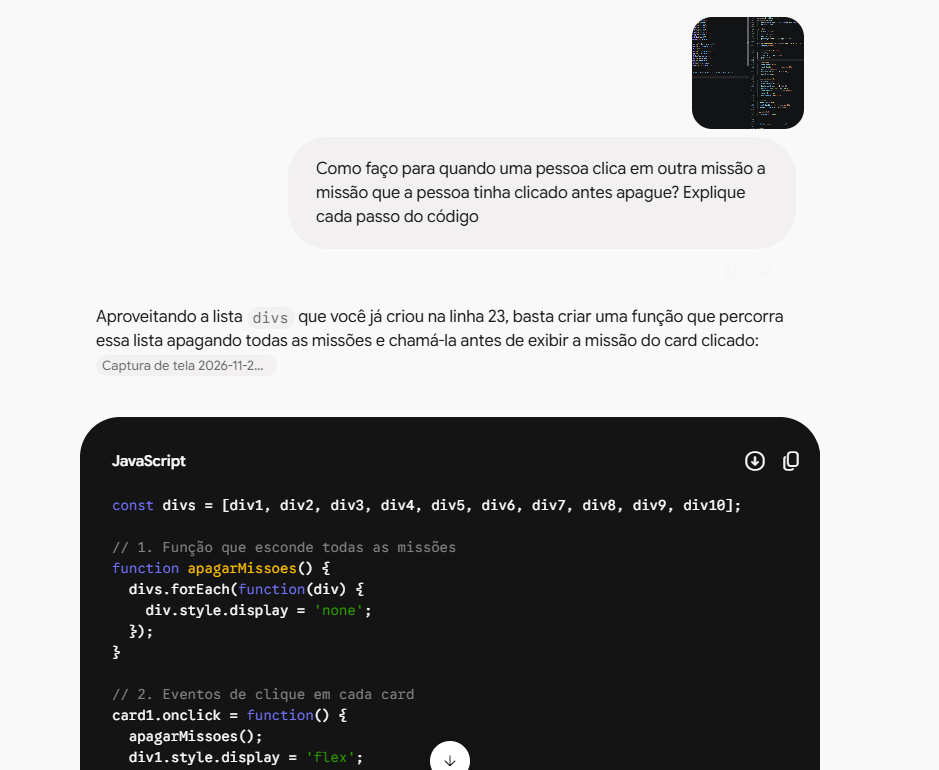 Como faço para quando uma pessoa clica em outra missão a
missão que a pessoa tinha clicado antes apague? Explique
cada passo do código
Aproveitando a lista divs que você já criou na linha 23, basta criar uma função que percorra
essa lista apagando todas as missões e chamá-la antes de exibir a missão do card clicado:
Captura de tela 2026-11-2...
JavaScript
const divs = [div1, div2, div3, div4, div5, div6, div7, div8, div9, div10];
// 1. Função que esconde todas as missões
function apagarMissoes() {
  divs.forEach(function(div) {
    div.style.display = 'none';
  });
}
// 2. Eventos de clique em cada card
card1.onclick = function() {
  apagarMissoes();
  div1.style.display = 'flex';